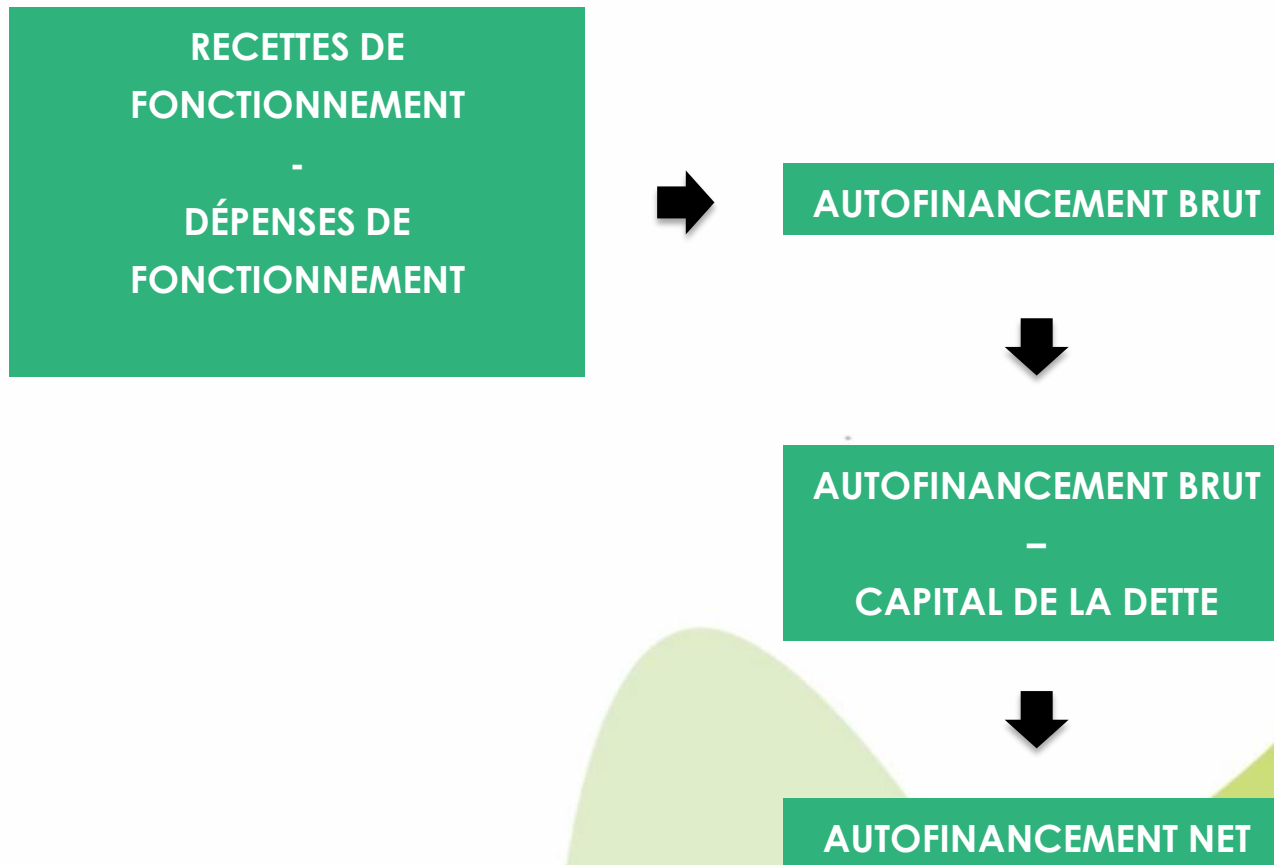 RECETTES DE
FONCTIONNEMENT
-
DÉPENSES DE
FONCTIONNEMENT
AUTOFINANCEMENT BRUT
AUTOFINANCEMENT BRUT
–
CAPITAL DE LA DETTE
AUTOFINANCEMENT NET